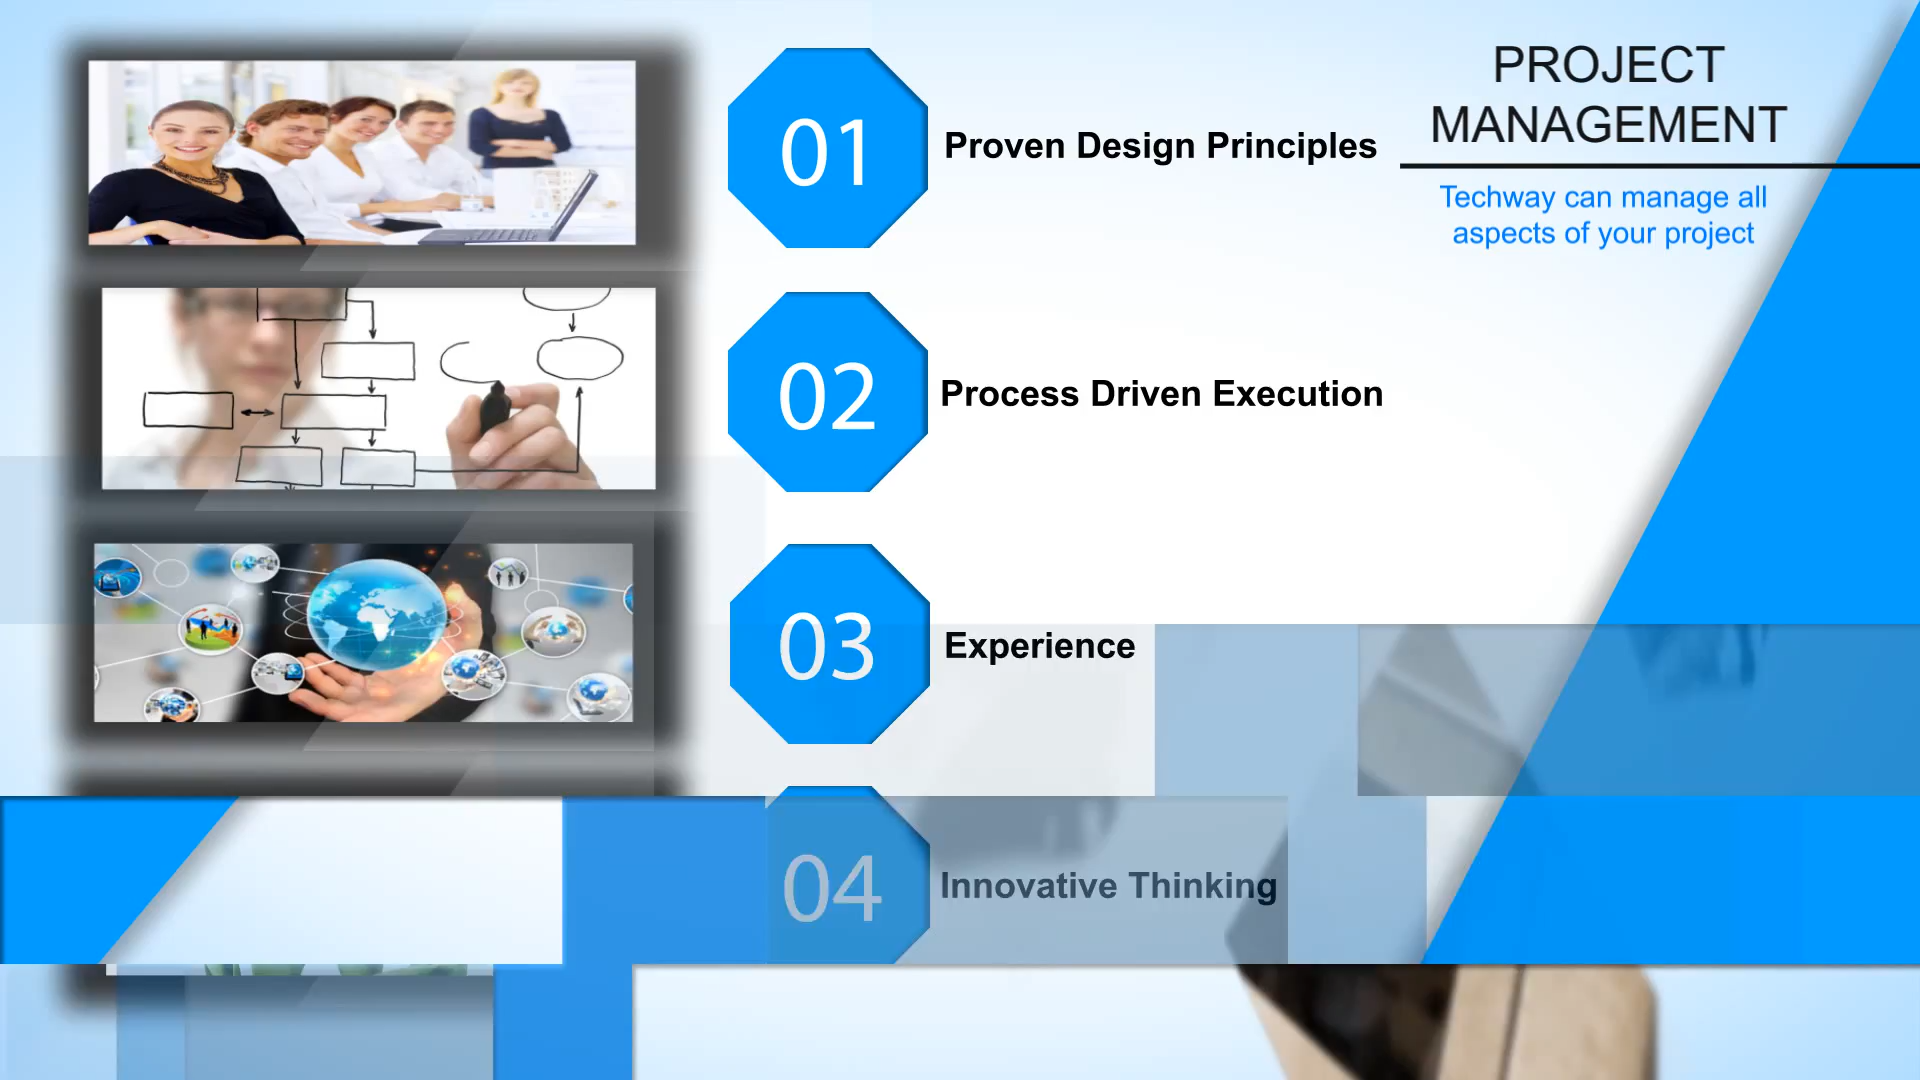 PROJECT
MANAGEMENT
Techway can manage all
aspects of your project
01
Proven Design Principles
02
Process Driven Execution
03
Experience
04
Innovative Thinking